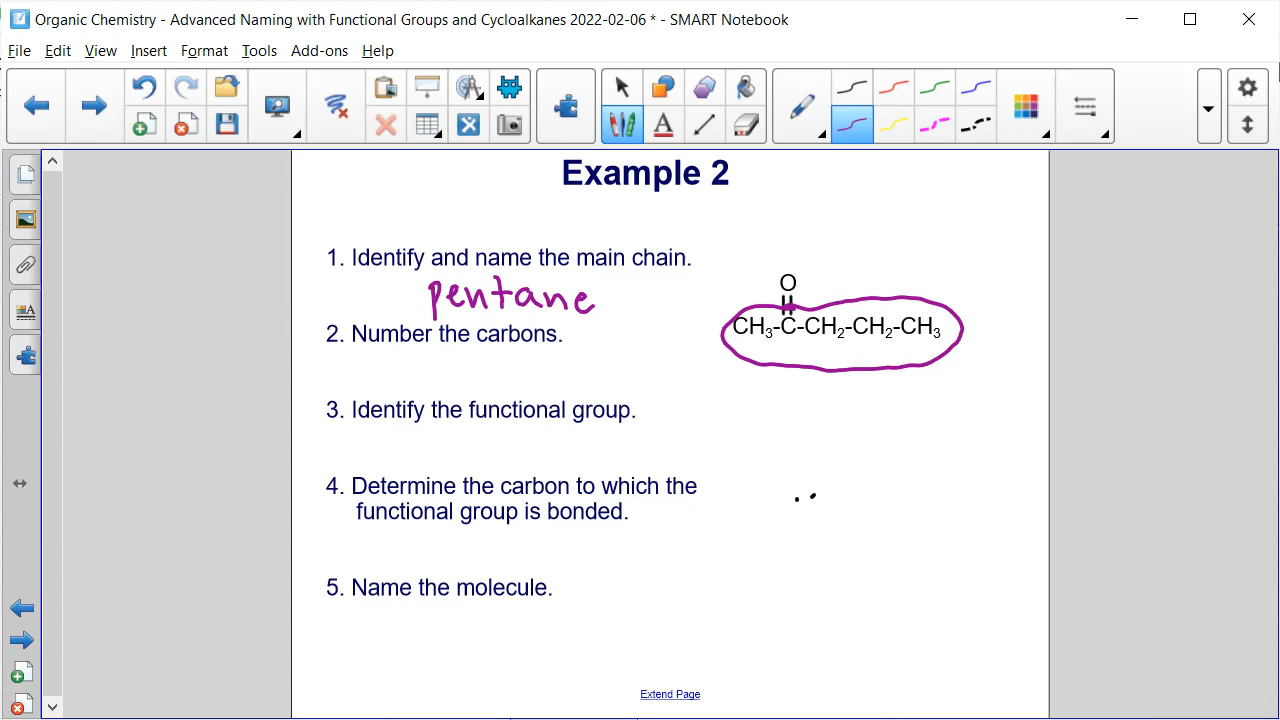 Organic Chemistry - Advanced Naming with Functional Groups and Cycloalkanes 2022-02-06 * - SMART Notebook
File Edit View Insert Format Tools Add-ons Help
Example 2
1. Identify and name the main chain.
pentane
2. Number the carbons.
O
CH3-C-CH2-CH2-CH3
3. Identify the functional group.
4. Determine the carbon to which the
functional group is bonded.
5. Name the molecule.
Extend Page